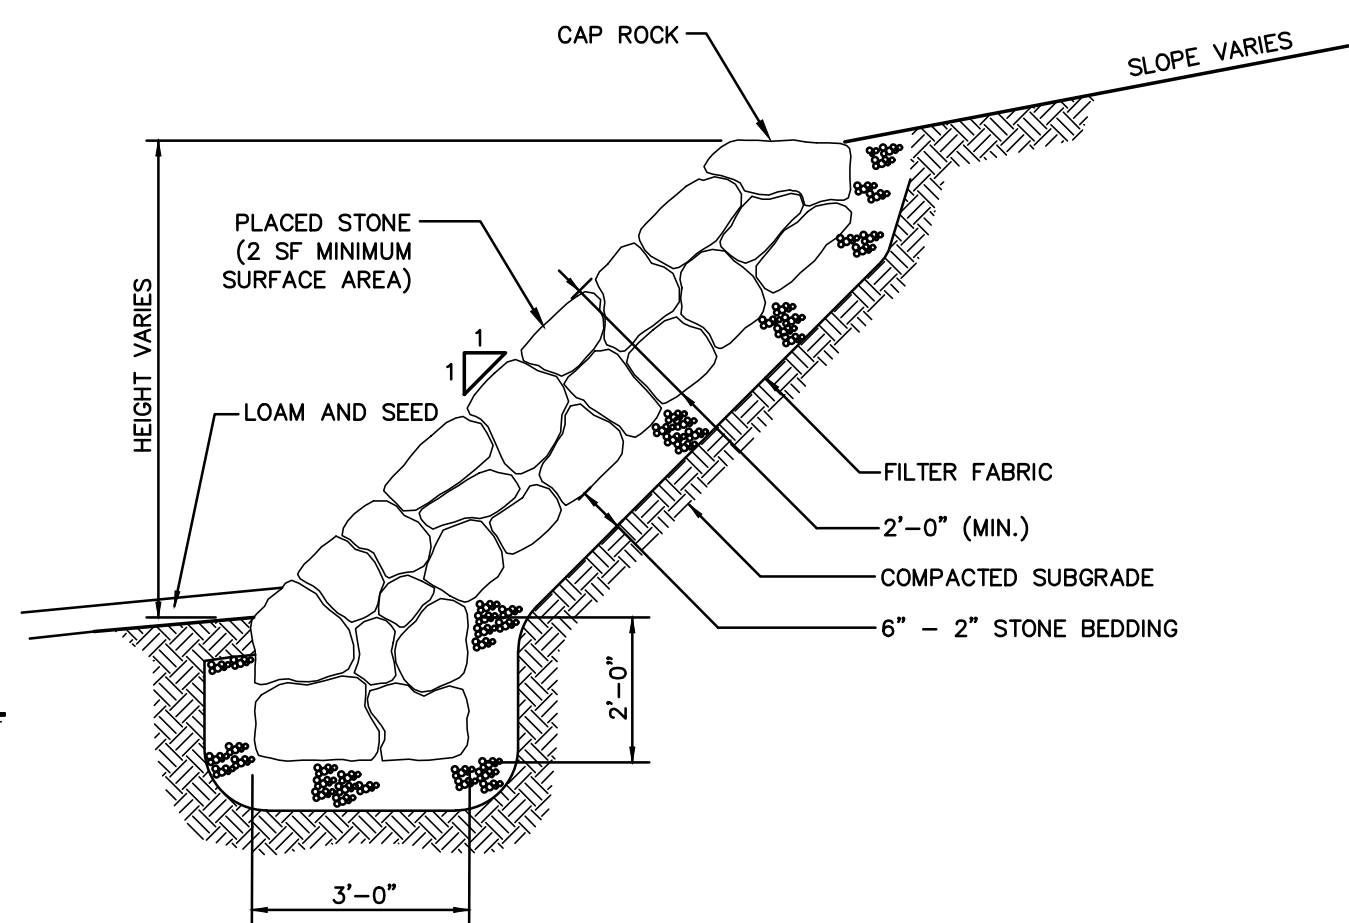 CAP ROCK
SLOPE VARIES
PLACED STONE
(2 SF MINIMUM
SURFACE AREA)
HEIGHT VARIES
1
1
LOAM AND SEED
FILTER FABRIC
2'-0" (MIN.)
COMPACTED SUBGRADE
6" - 2" STONE BEDDING
2'-0"
3'-0"